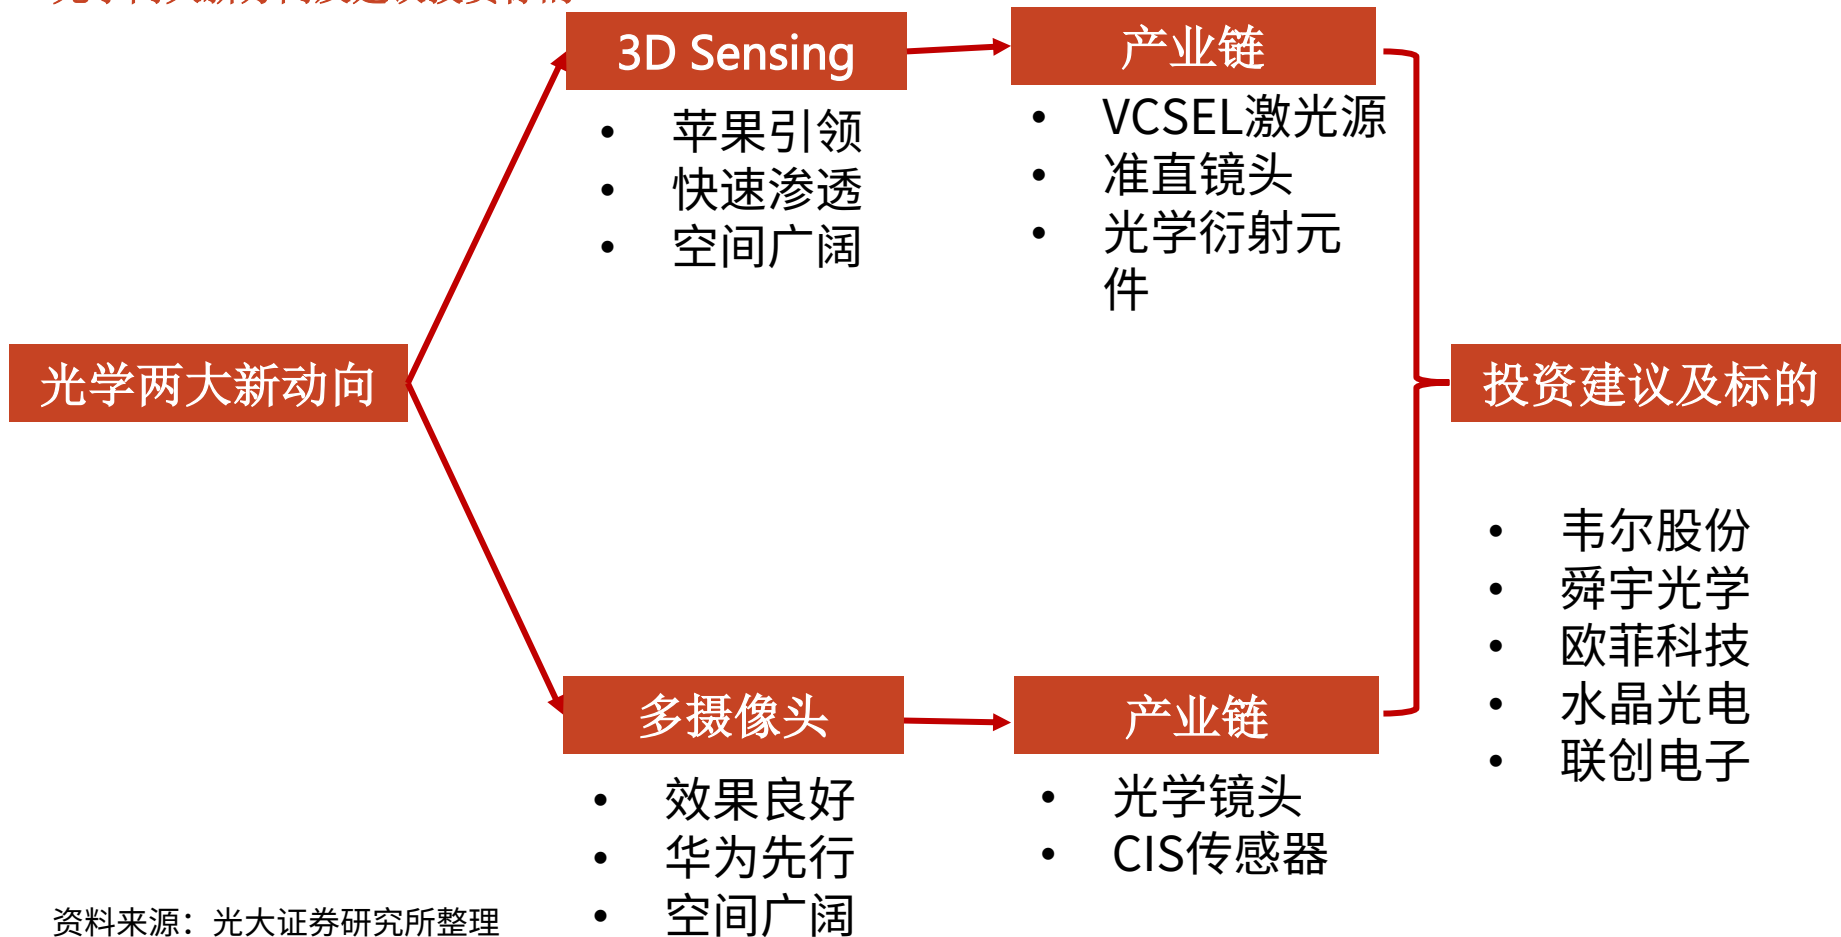 3D Sensing
产业链
苹果引领
快速渗透
空间广阔
VCSEL激光源
准直镜头
光学衍射元
件
光学两大新动向
投资建议及标的
韦尔股份
舜宇光学
欧菲科技
水晶光电
联创电子
多摄像头
产业链
效果良好
华为先行
空间广阔
光学镜头
CIS传感器
资料来源：光大证券研究所整理